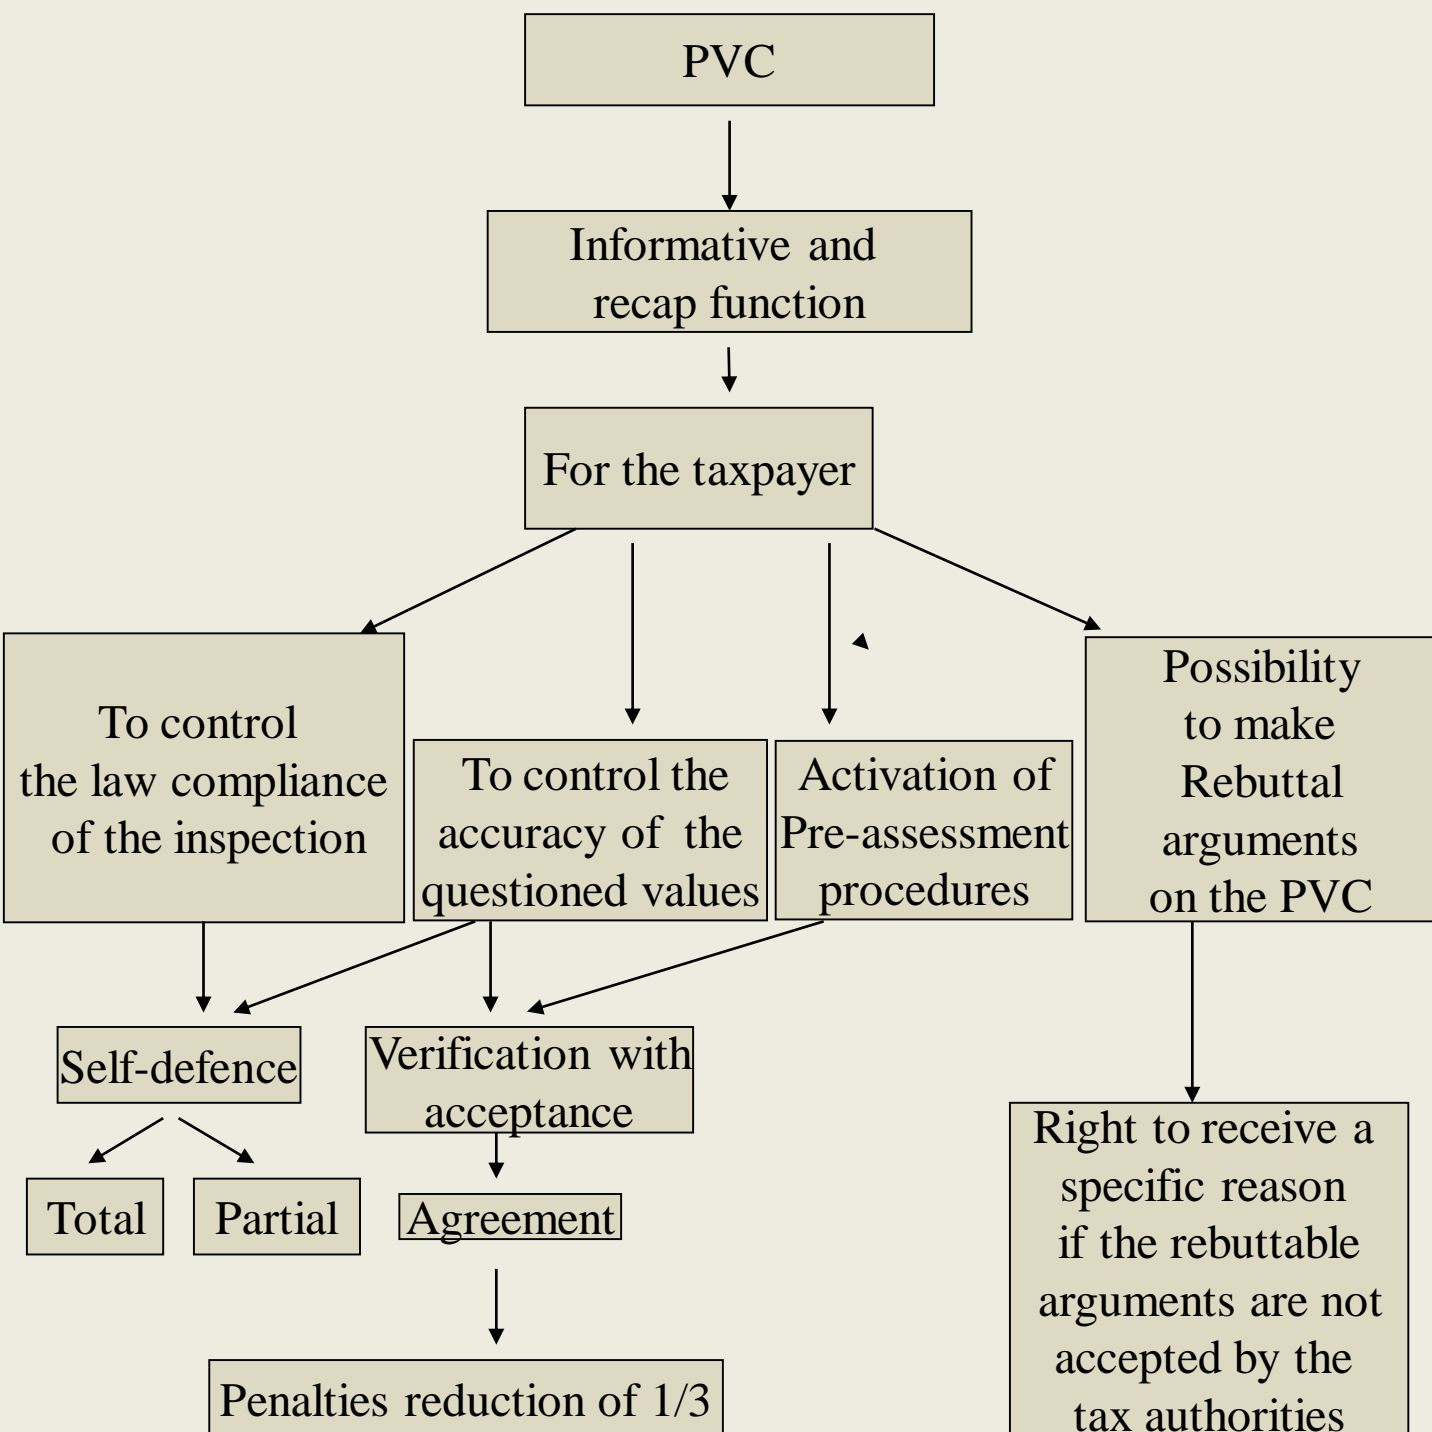 PVC
Informative and
recap function
For the taxpayer
To control
the law compliance
of the inspection
To control the
accuracy of the
questioned values
Activation of
Pre-assessment
procedures
Possibility
to make
Rebuttal
arguments
on the PVC
Self-defence
Verification with
acceptance
Total
Partial
Agreement
Penalties reduction of 1/3
Right to receive a
specific reason
if the rebuttable
arguments are not
accepted by the
tax authorities